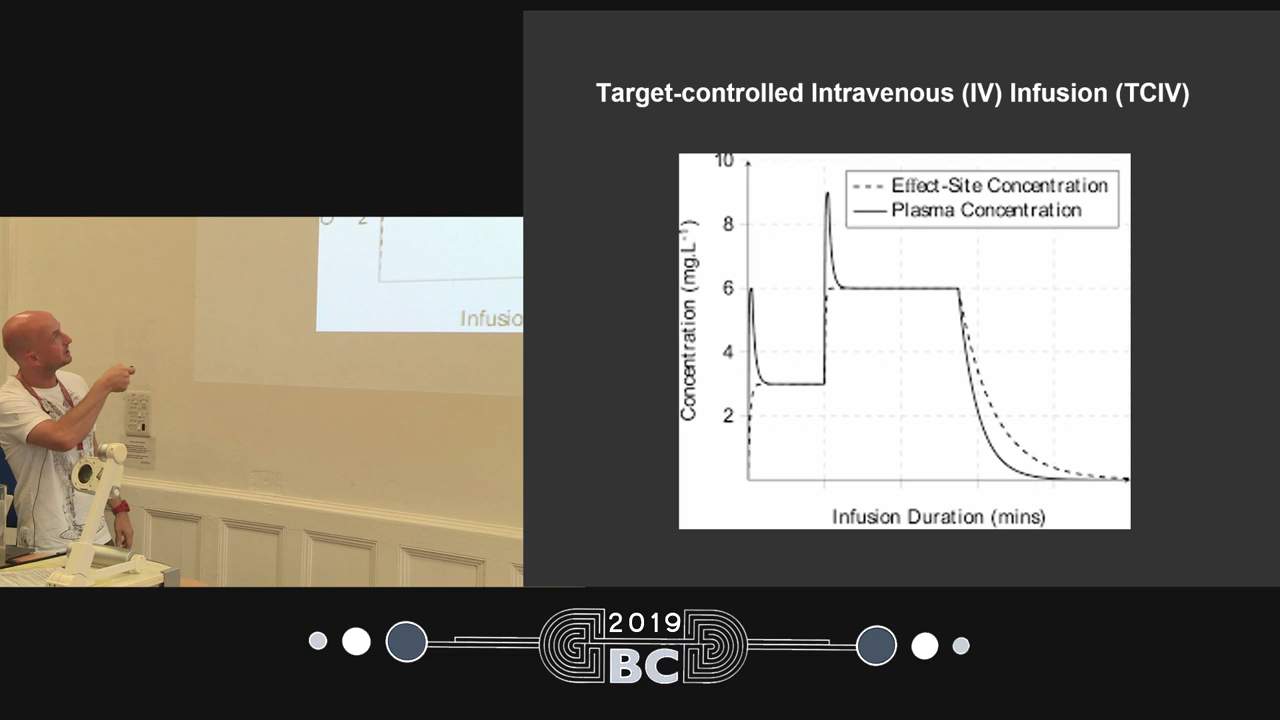 Target-controlled Intravenous (IV) Infusion (TCIV)
10
Effect-Site Concentration
Plasma Concentration
8
6
4
2
Concentration (mg.L⁻¹)
Infusion Duration (mins)
2
Infusio
2019
BC